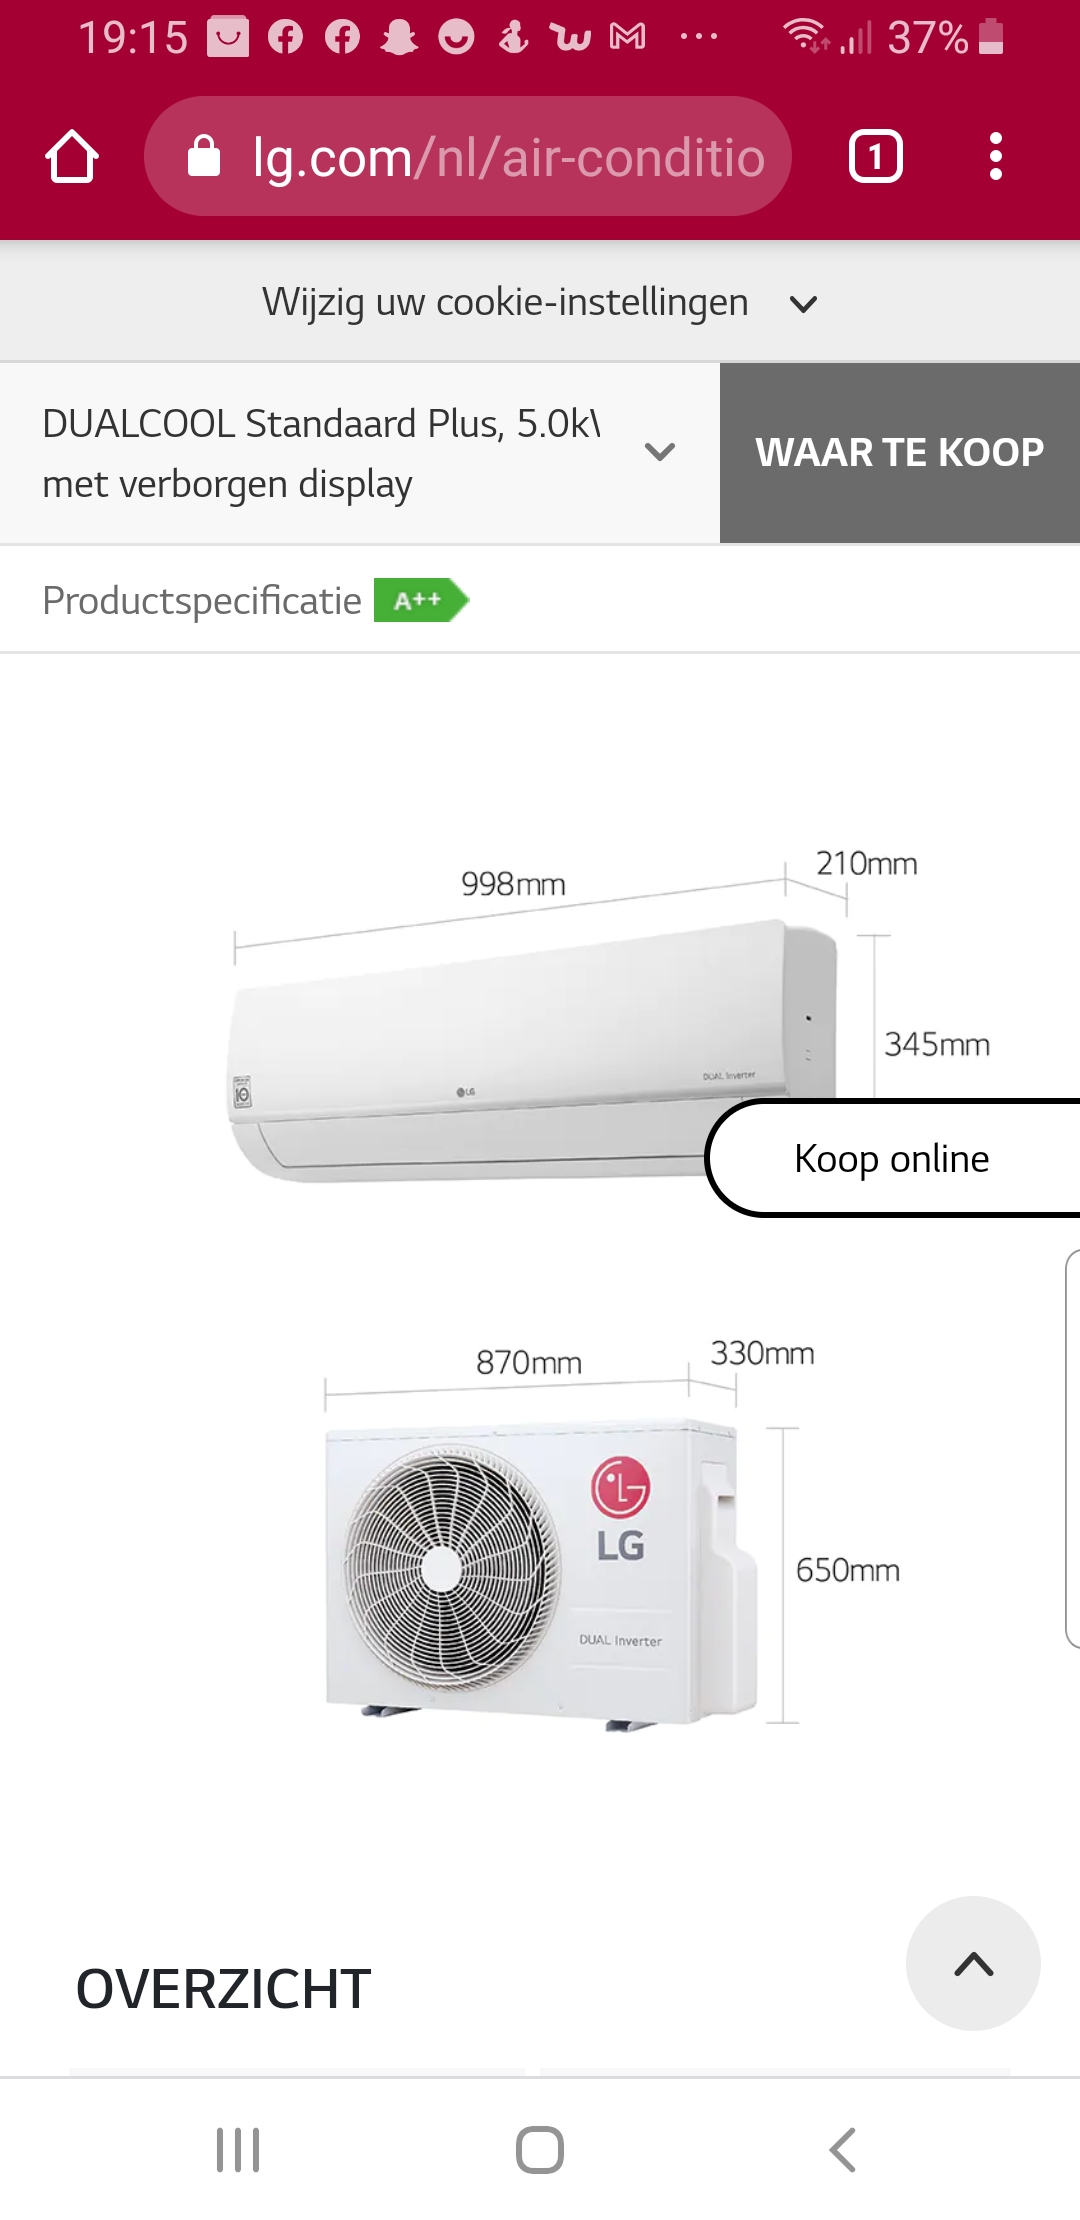 19:15
37%
lg.com/nl/air-conditio
1
Wijzig uw cookie-instellingen
DUALCOOL Standaard Plus, 5.0k\
met verborgen display
WAAR TE KOOP
Productspecificatie A++
998mm
210mm
345mm
10
LG
DUAL Inverter
Koop online
870mm
330mm
LG
650mm
DUAL Inverter
OVERZICHT